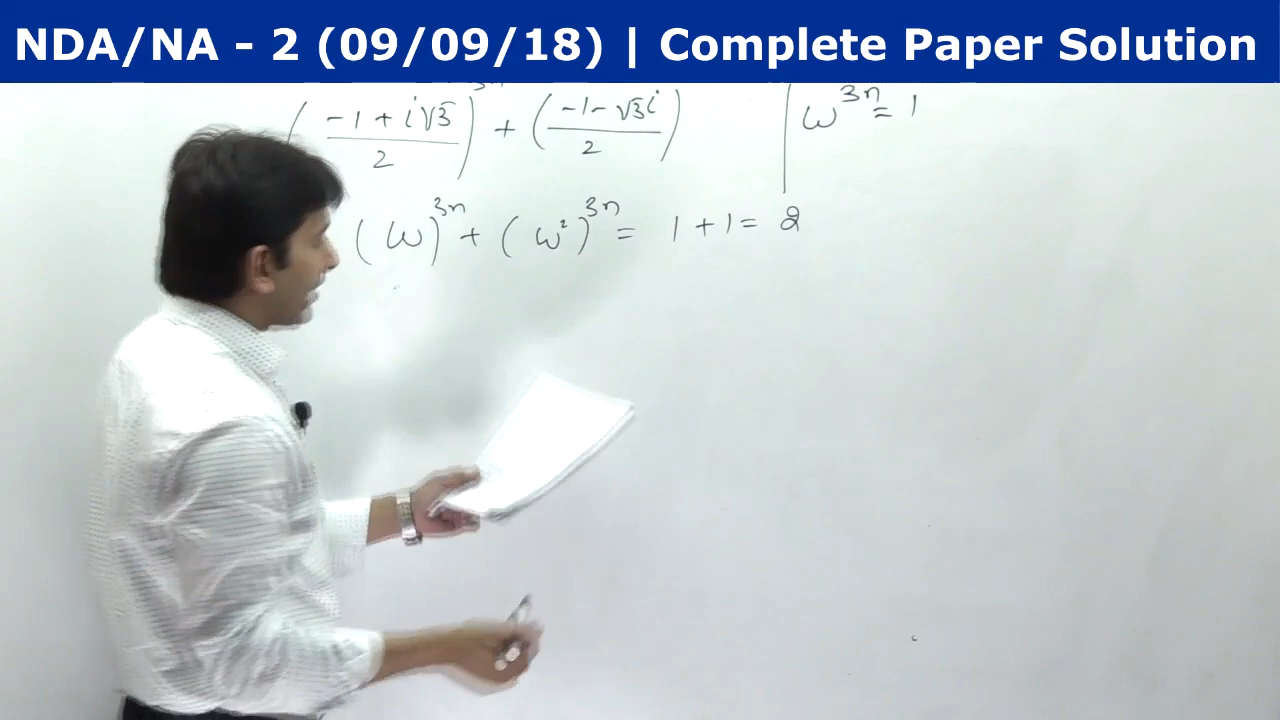 NDA/NA - 2 (09/09/18) | Complete Paper Solution
( (-1 + i√3)/2 )^3n + ( (-1 - √3i)/2 )
ω^3n = 1
(ω)^3n + (ω²)^3n = 1 + 1 = 2